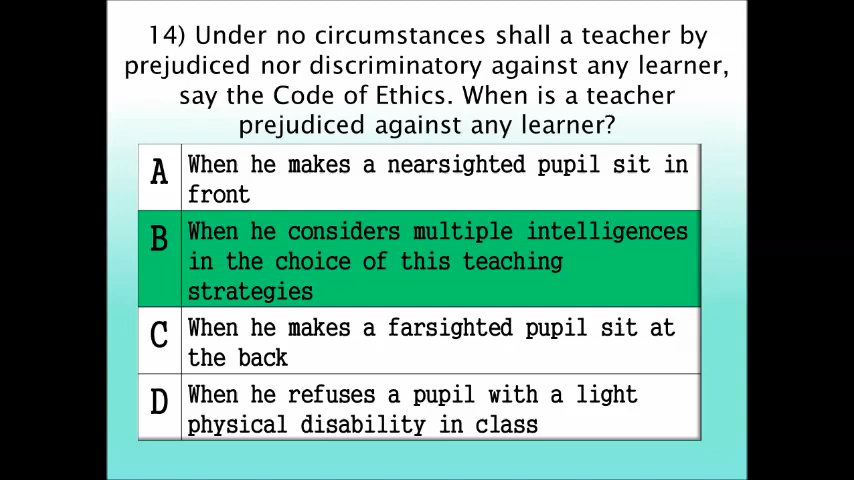 14) Under no circumstances shall a teacher by
prejudiced nor discriminatory against any learner,
say the Code of Ethics. When is a teacher
prejudiced against any learner?
A When he makes a nearsighted pupil sit in
front
B When he considers multiple intelligences
in the choice of this teaching
strategies
C When he makes a farsighted pupil sit at
the back
D When he refuses a pupil with a light
physical disability in class